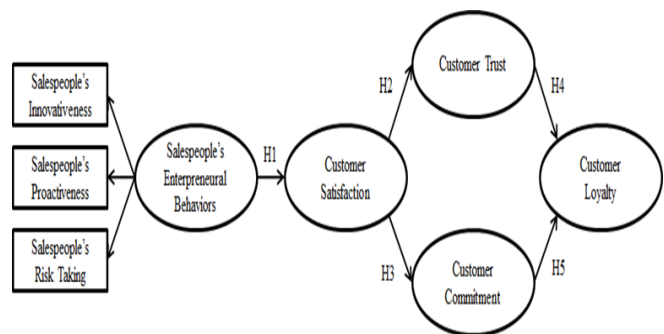 Salespeople's
Innovativeness
Salespeople's
Proactiveness
Salespeople's
Risk Taking
Salespeople's
Enterpreneural
Behaviors
H1
Customer
Satisfaction
H2
H3
Customer Trust
Customer
Commitment
H4
H5
Customer
Loyalty